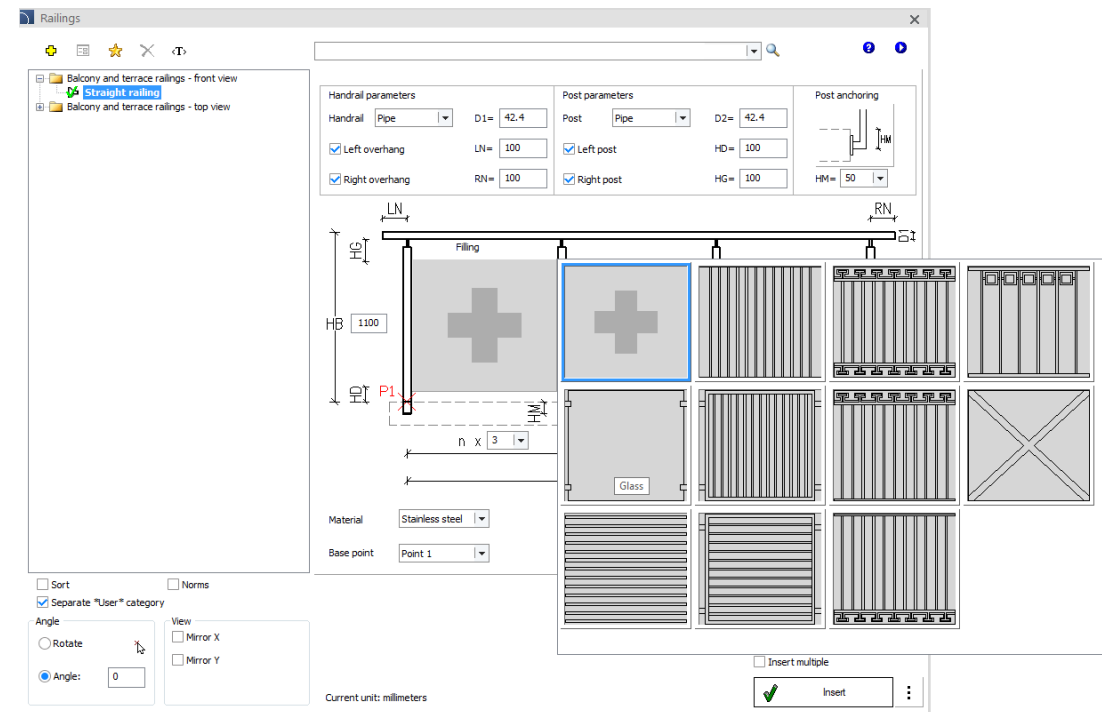 Railings
<T>
Balcony and terrace railings - front view
Straight railing
Balcony and terrace railings - top view
Handrail parameters
Post parameters
Post anchoring
Handrail Pipe D1= 42.4
Post Pipe D2= 42.4
HM
Left overhang LN= 100
Left post HD= 100
Right overhang RN= 100
Right post HG= 100
HM= 50
LN
RN
D1
HG
Filling
HB 1100
HD
P1
HM
n x 3
Glass
Material Stainless steel
Base point Point 1
Sort
Norms
Separate *User* category
Angle
View
Rotate
Mirror X
Mirror Y
Angle: 0
Insert multiple
Insert
Current unit: millimeters